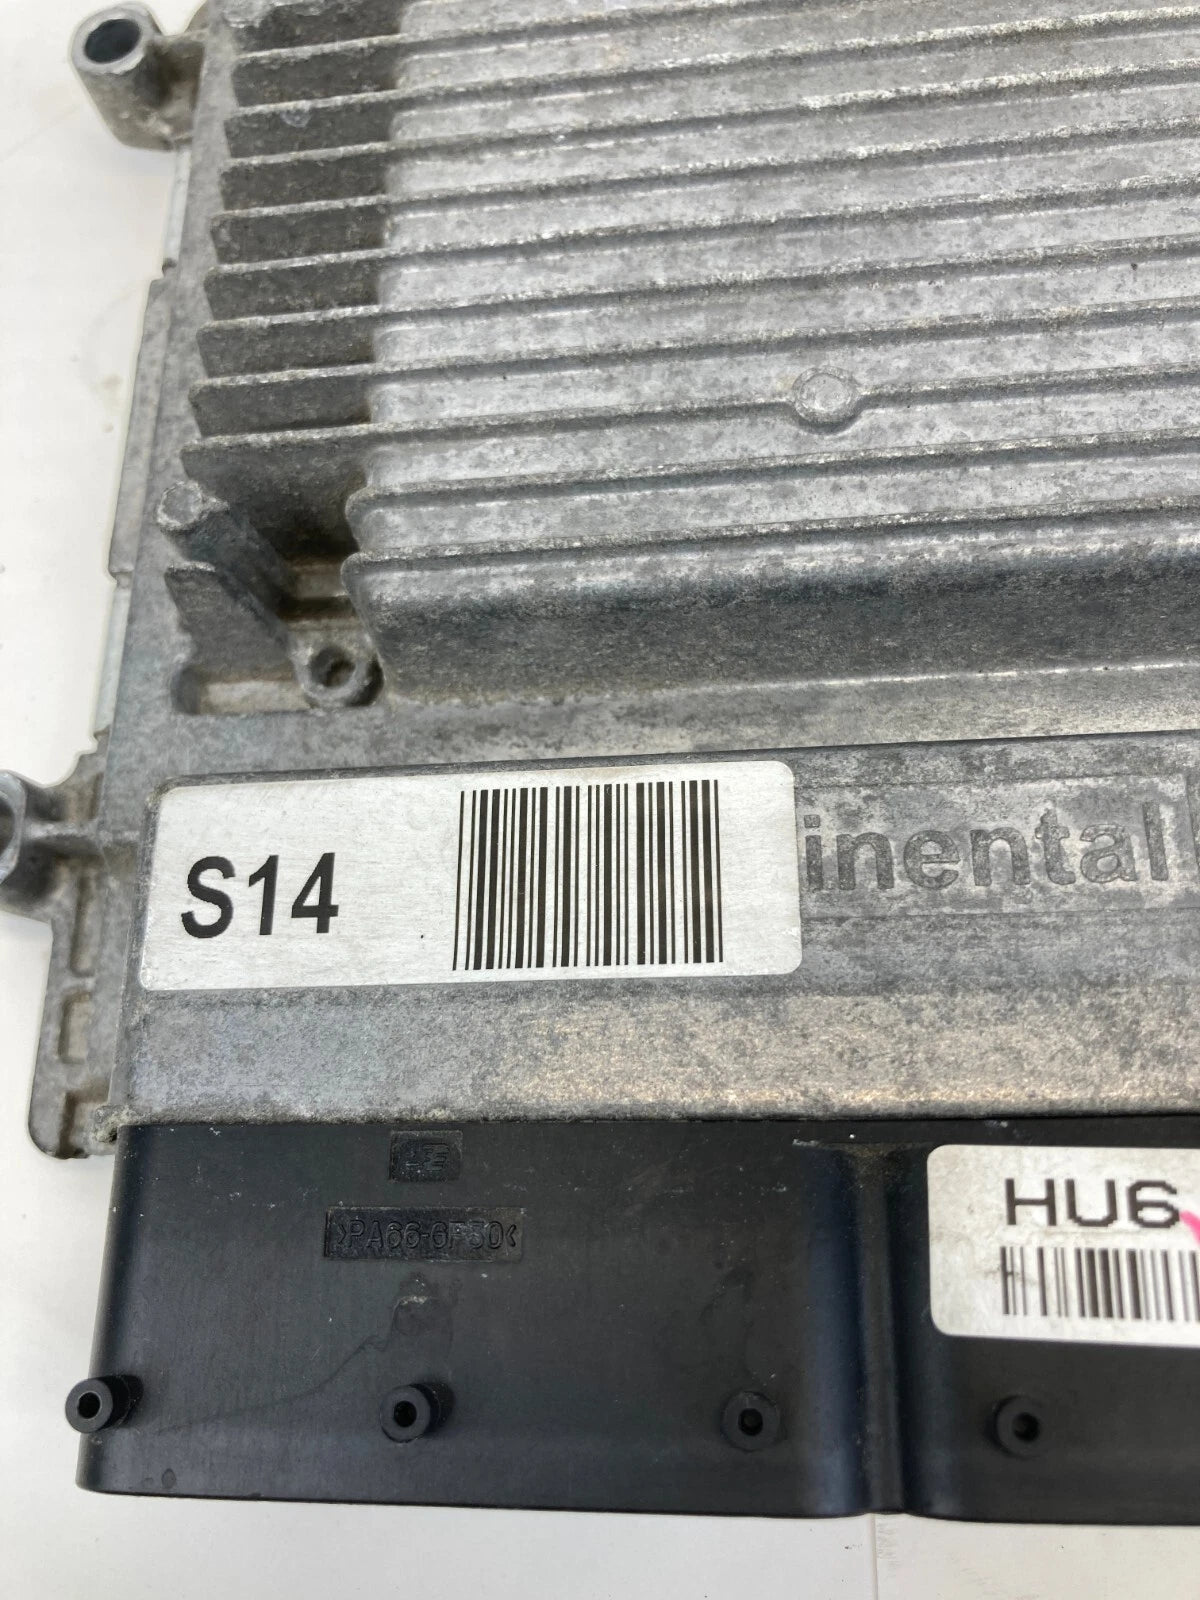 S14
inental
>PA66-GF30<
HU6